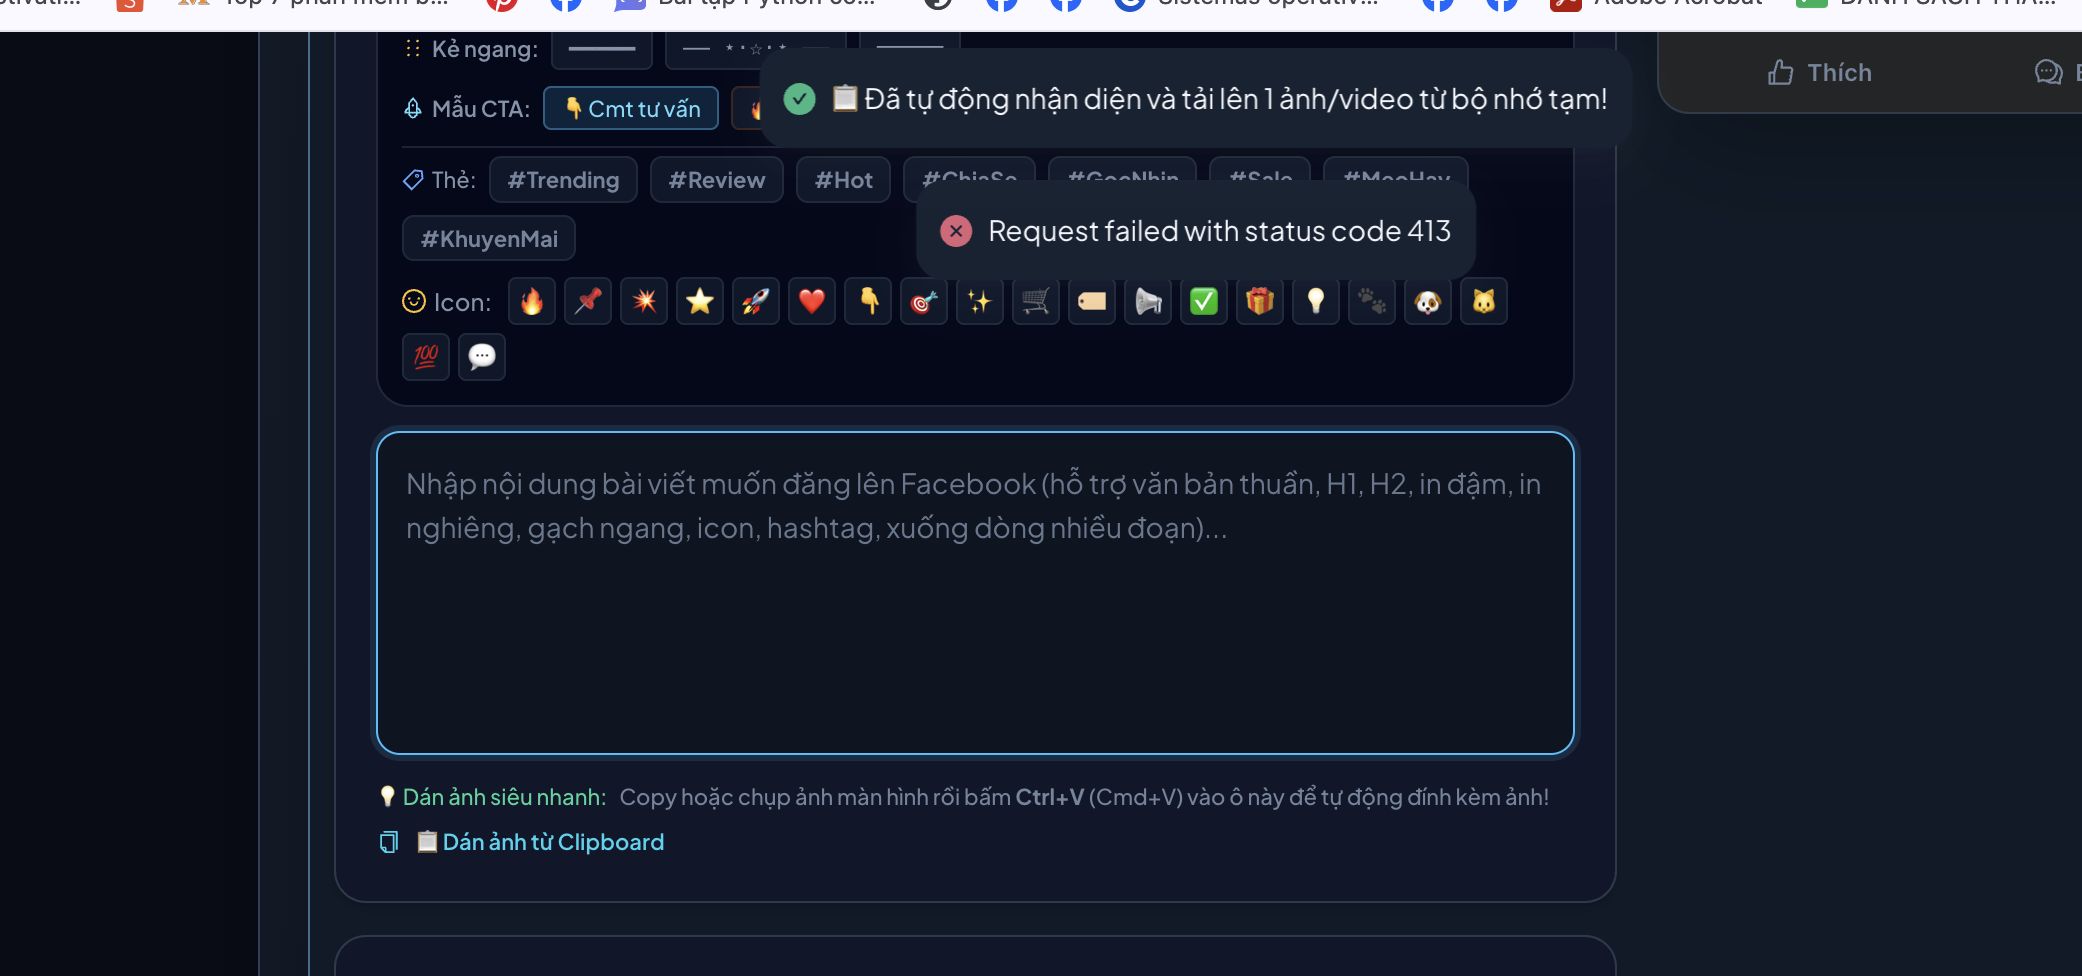 Kẻ ngang:
Thích
📋 Đã tự động nhận diện và tải lên 1 ảnh/video từ bộ nhớ tạm!
Mẫu CTA: 👇 Cmt tư vấn
Thẻ: #Trending #Review #Hot #ChiaSe #GocNhin #Sale #MeoHay
Request failed with status code 413
#KhuyenMai
Icon:
Nhập nội dung bài viết muốn đăng lên Facebook (hỗ trợ văn bản thuần, H1, H2, in đậm, in
nghiêng, gạch ngang, icon, hashtag, xuống dòng nhiều đoạn)...
💡 Dán ảnh siêu nhanh: Copy hoặc chụp ảnh màn hình rồi bấm Ctrl+V (Cmd+V) vào ô này để tự động đính kèm ảnh!
📋 Dán ảnh từ Clipboard